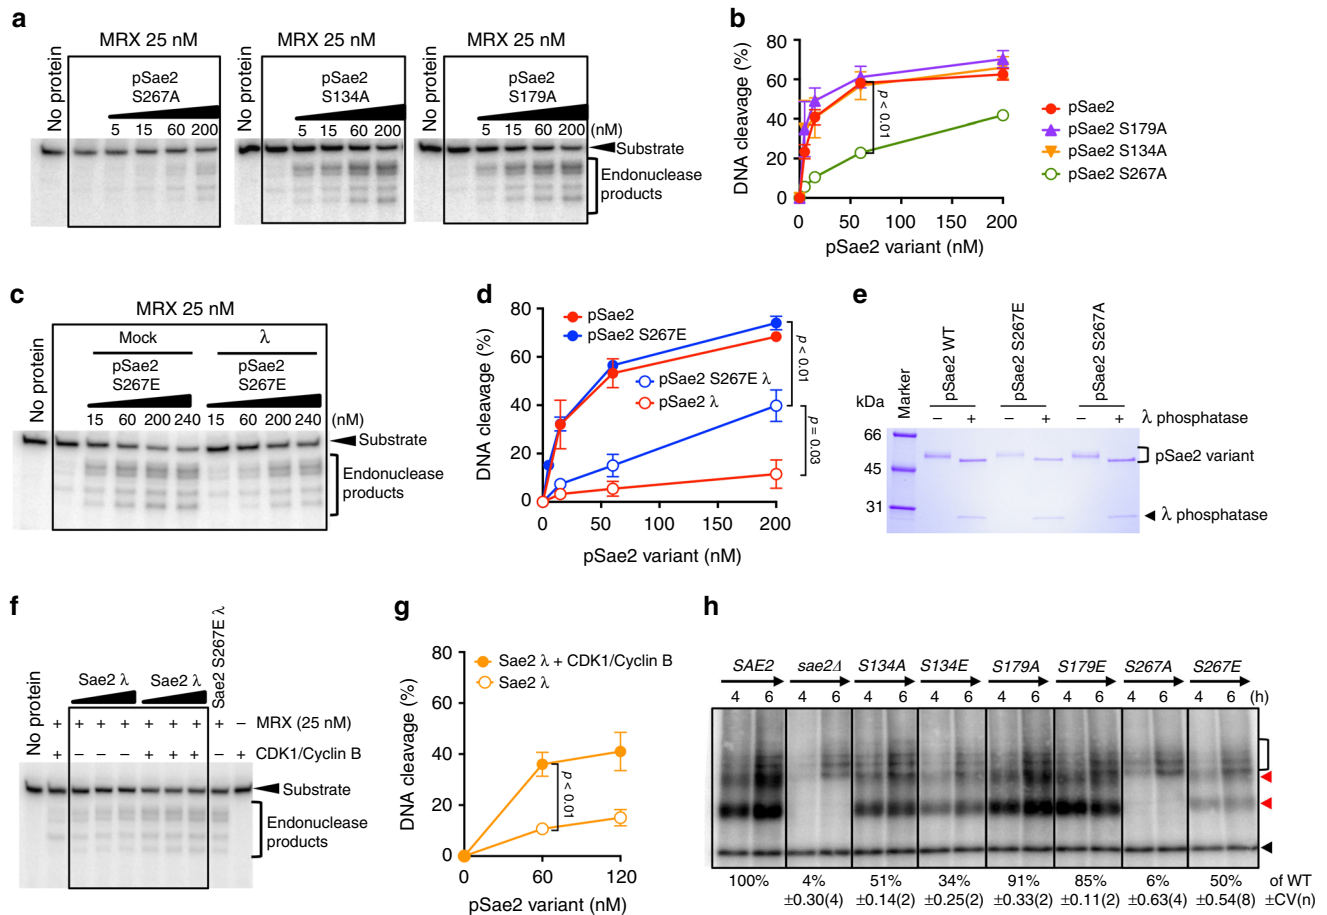 a
MRX 25 nM
MRX 25 nM
MRX 25 nM
No protein
pSae2
S267A
No protein
pSae2
S134A
No protein
pSae2
S179A
5 15 60 200
5 15 60 200
5 15 60 200 (nM)
Substrate
Endonuclease
products
b
DNA cleavage (%)
80
60
40
20
0
0 50 100 150 200
pSae2 variant (nM)
p < 0.01
pSae2
pSae2 S179A
pSae2 S134A
pSae2 S267A
c
MRX 25 nM
No protein
Mock
λ
pSae2
S267E
pSae2
S267E
15 60 200 240 15 60 200 240 (nM)
Substrate
Endonuclease
products
d
DNA cleavage (%)
80
60
40
20
0
0 50 100 150 200
pSae2 variant (nM)
pSae2
pSae2 S267E
pSae2 S267E λ
pSae2 λ
p < 0.01
p = 0.03
e
kDa
Marker
pSae2 WT
pSae2 S267E
pSae2 S267A
− + − + − + λ phosphatase
66
45
31
pSae2 variant
λ phosphatase
f
No protein
Sae2 λ
Sae2 λ
Sae2 S267E λ
+ + + + + + + + − MRX (25 nM)
+ − − − + + + − + CDK1/Cyclin B
Substrate
Endonuclease
products
g
DNA cleavage (%)
80
60
40
20
0
0 60 120
pSae2 variant (nM)
Sae2 λ + CDK1/Cyclin B
Sae2 λ
p < 0.01
h
SAE2 sae2Δ S134A S134E S179A S179E S267A S267E
4 6 4 6 4 6 4 6 4 6 4 6 4 6 4 6 (h)
100% 4% 51% 34% 91% 85% 6% 50% of WT
±0.30(4) ±0.14(2) ±0.25(2) ±0.33(2) ±0.11(2) ±0.63(4) ±0.54(8) ±CV(n)